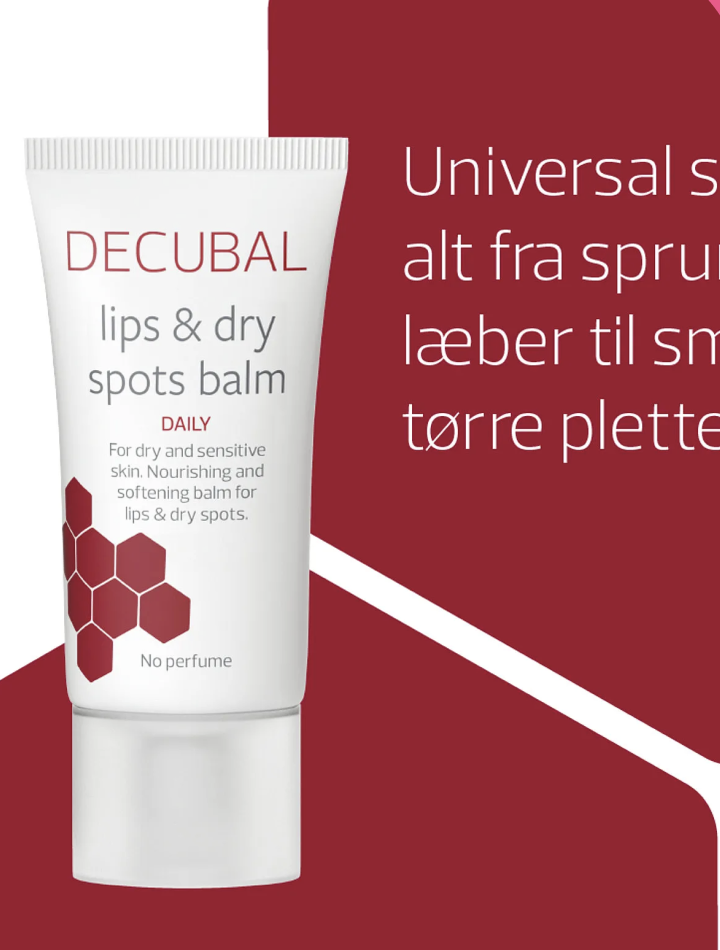 DECUBAL
lips & dry
spots balm
DAILY
For dry and sensitive
skin. Nourishing and
softening balm for
lips & dry spots.
No perfume
Universal
alt fra
læber til
tørre